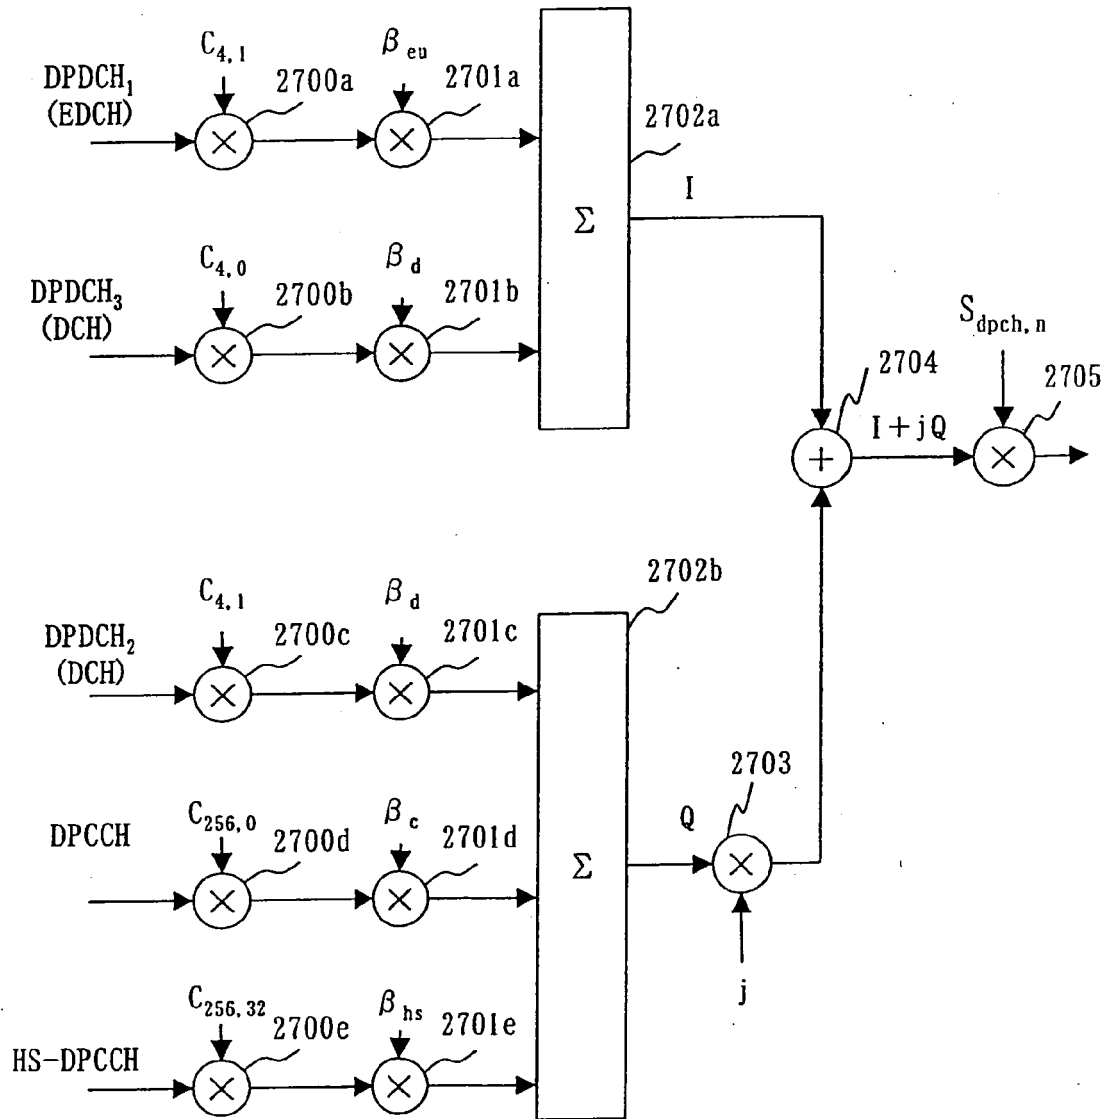 C4,1
βeu
DPDCH1
(EDCH)
2700a
2701a
2702a
×
×
I
Σ
C4,0
βd
DPDCH3
(DCH)
2700b
2701b
×
×
Sdpch,n
2704
2705
I+jQ
+
×
C4,1
βd
2702b
DPDCH2
(DCH)
2700c
2701c
×
×
2703
C256,0
βc
Q
DPCCH
2700d
2701d
×
×
Σ
×
j
C256,32
βhs
HS-DPCCH
2700e
2701e
×
×